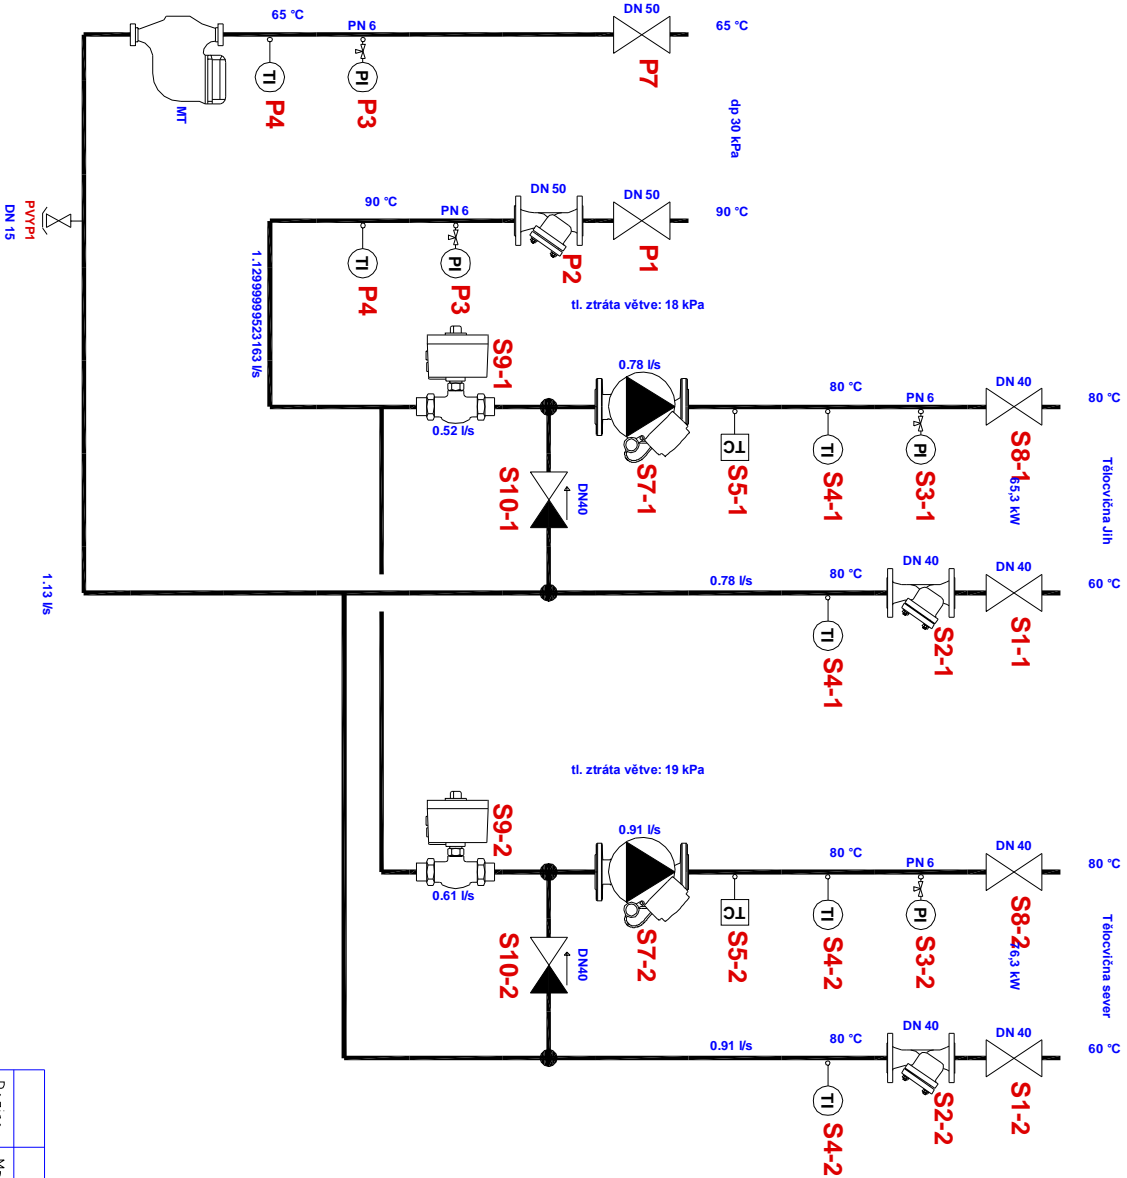 65 °C
PN 6
DN 50
65 °C
TI
P4
PI
P3
P7
MT
dp 30 kPa
90 °C
PN 6
DN 50
DN 50
90 °C
TI
P4
PI
P3
P2
P1
PVYP1
DN 15
1.1299999523163 l/s
tl. ztráta větve: 18 kPa
S9-1
0.52 l/s
0.78 l/s
S7-1
80 °C
PN 6
DN 40
80 °C
TC
S5-1
TI
S4-1
PI
S3-1
S8-1
65,3 kW
Tělocvična Jih
S10-1
DN40
1.13 l/s
0.78 l/s
80 °C
DN 40
DN 40
60 °C
TI
S4-1
S2-1
S1-1
tl. ztráta větve: 19 kPa
S9-2
0.61 l/s
0.91 l/s
S7-2
80 °C
PN 6
DN 40
80 °C
TC
S5-2
TI
S4-2
PI
S3-2
S8-2
76,3 kW
Tělocvična sever
S10-2
DN40
0.91 l/s
80 °C
DN 40
DN 40
60 °C
TI
S4-2
S2-2
S1-2